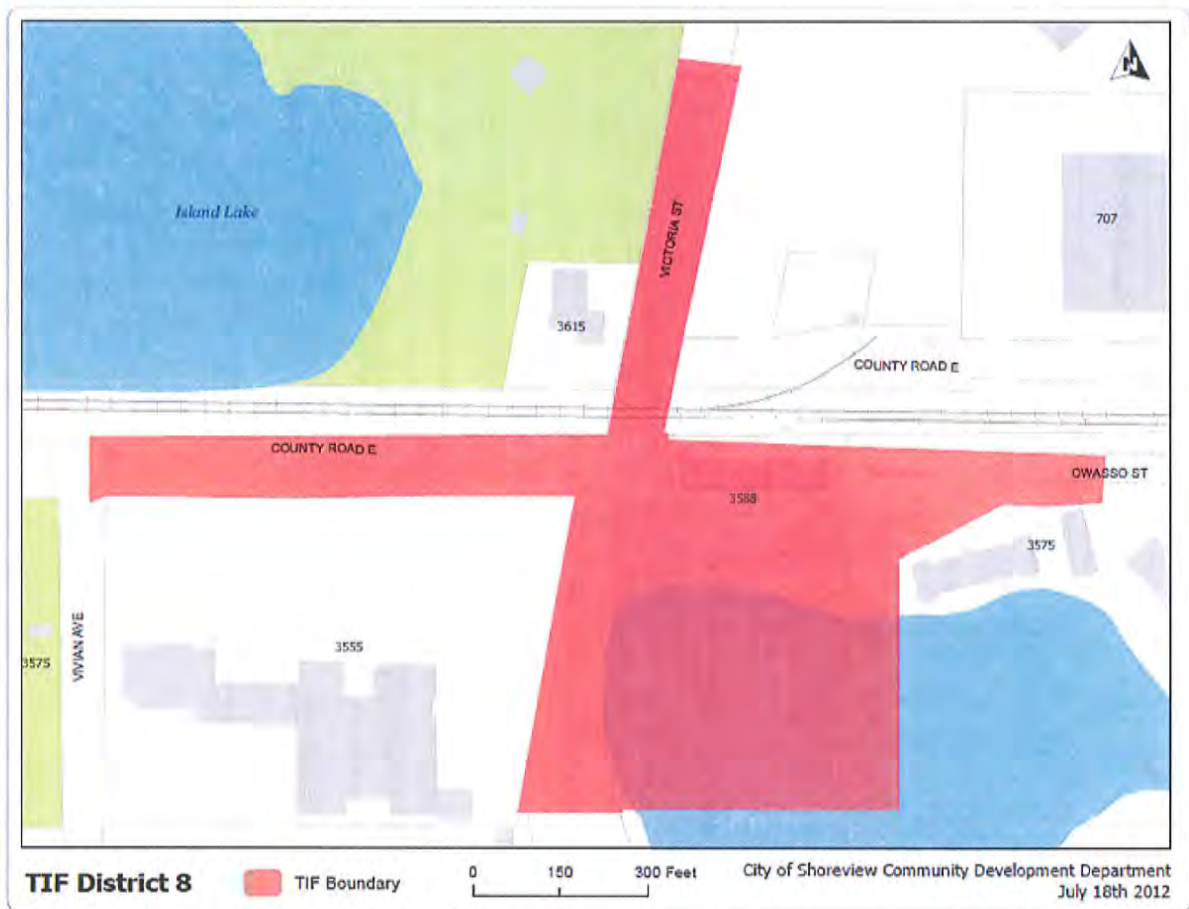 N
Island Lake
VICTORIA ST
707
3615
COUNTY ROAD E
COUNTY ROAD E
OWASSO ST
3588
3575
3555
3575
VIVIAN AVE
TIF District 8
TIF Boundary
0 150 300 Feet
City of Shoreview Community Development Department
July 18th 2012